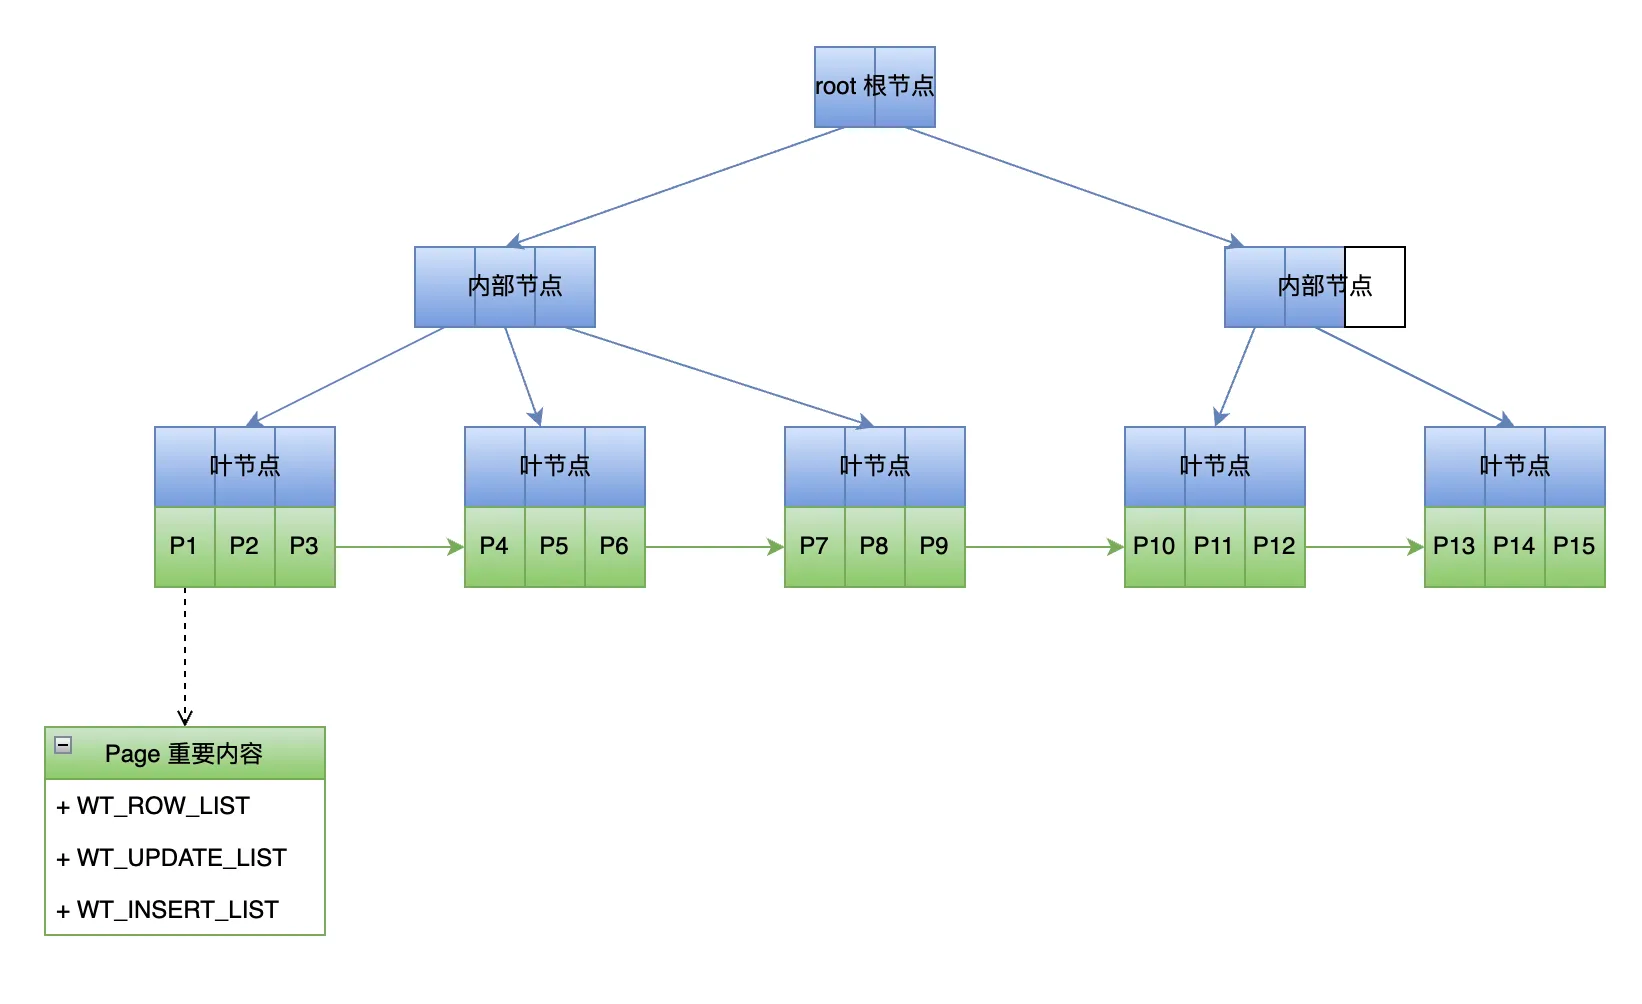 root 根节点
内部节点
内部节点
叶节点
叶节点
叶节点
叶节点
叶节点
P1 P2 P3
P4 P5 P6
P7 P8 P9
P10 P11 P12
P13 P14 P15
Page 重要内容
+ WT_ROW_LIST
+ WT_UPDATE_LIST
+ WT_INSERT_LIST